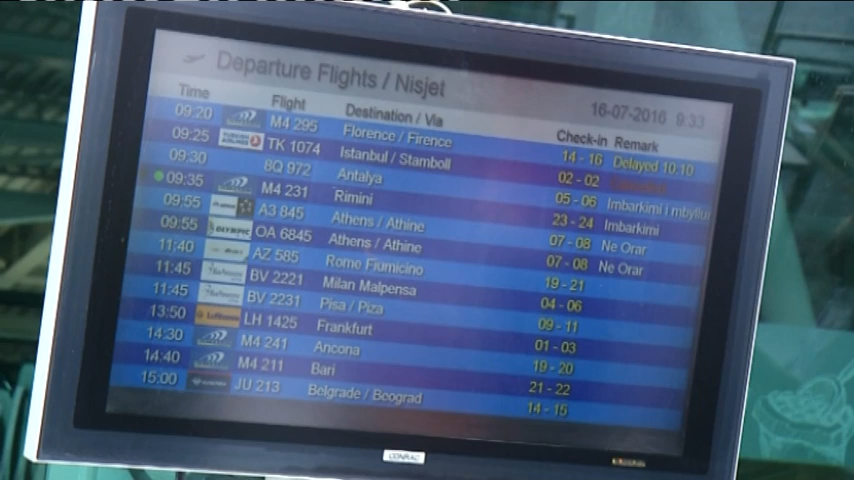 Departure Flights / Nisjet
16-07-2016 9:33
Time Flight Destination / Via Check-in Remark
09:20 M4 295 Florence / Firence 14 - 16 Delayed 10:10
09:25 TURKISH AIRLINES TK 1074 Istanbul / Stamboll 02 - 02
09:30 8Q 972 Antalya 05 - 06 Imbarkimi i mbyllu
09:35 M4 231 Rimini 23 - 24 Imbarkimi
09:55 A3 845 Athens / Athine 07 - 08 Ne Orar
09:55 OLYMPIC OA 6845 Athens / Athine 07 - 08 Ne Orar
11:40 AZ 585 Rome Fiumicino 19 - 21
11:45 BV 2221 Milan Malpensa 04 - 06
11:45 BV 2231 Pisa / Piza 09 - 11
13:50 Lufthansa LH 1425 Frankfurt 01 - 03
14:30 M4 241 Ancona 19 - 20
14:40 M4 211 Bari 21 - 22
15:00 JU 213 Belgrade / Beograd 14 - 15
CONRAC